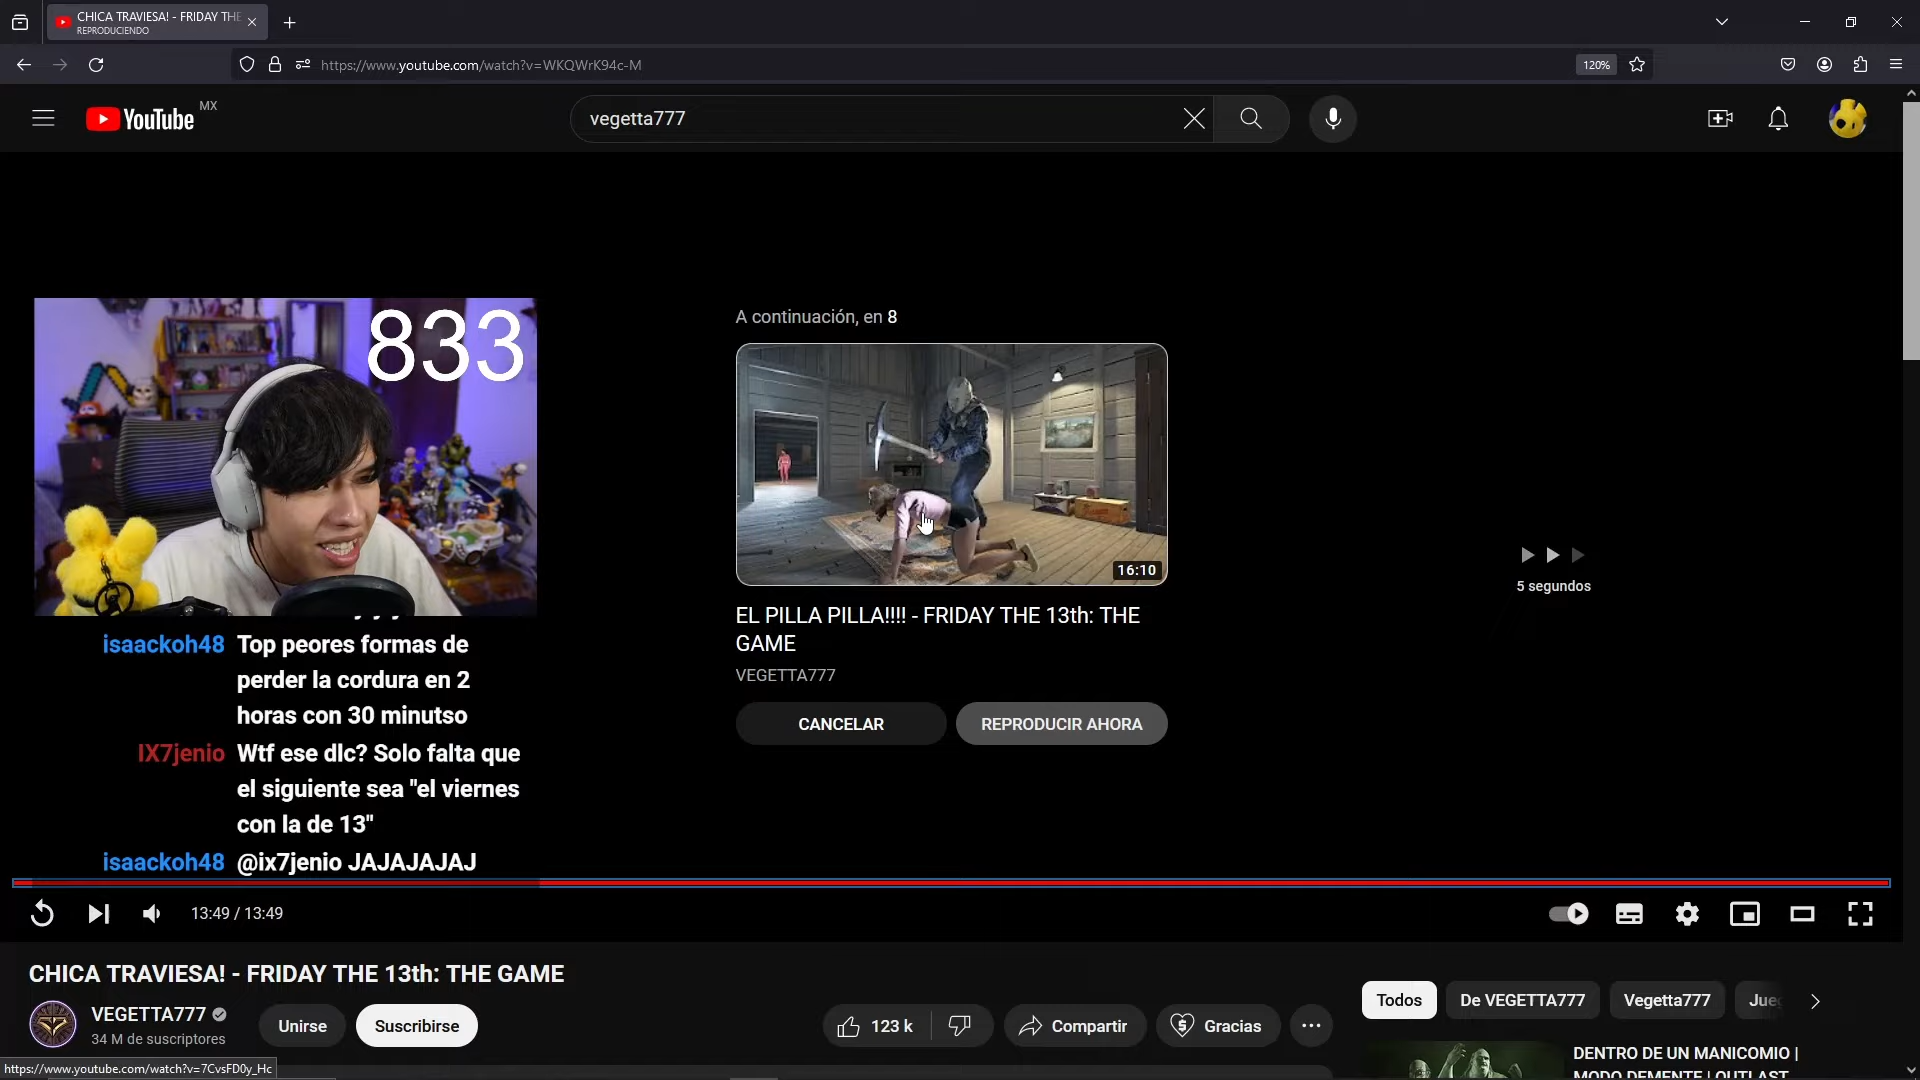 CHICA TRAVIESA! - FRIDAY THE
REPRODUCIENDO
https://www.youtube.com/watch?v=WKQWrK94c-M
120%
YouTube
MX
vegetta777
833
A continuación, en 8
16:10
5 segundos
EL PILLA PILLA!!!! - FRIDAY THE 13th: THE
GAME
VEGETTA777
CANCELAR
REPRODUCIR AHORA
isaackoh48 Top peores formas de
perder la cordura en 2
horas con 30 minutso
IX7jenio Wtf ese dlc? Solo falta que
el siguiente sea "el viernes
con la de 13"
isaackoh48 @ix7jenio JAJAJAJAJ
13:49 / 13:49
CHICA TRAVIESA! - FRIDAY THE 13th: THE GAME
VEGETTA777
34 M de suscriptores
Unirse
Suscribirse
123 k
Compartir
Gracias
Todos
De VEGETTA777
Vegetta777
DENTRO DE UN MANICOMIO |
MODO DEMENTE | OUTLAST
https://www.youtube.com/watch?v=7CvsFD0y_Hc